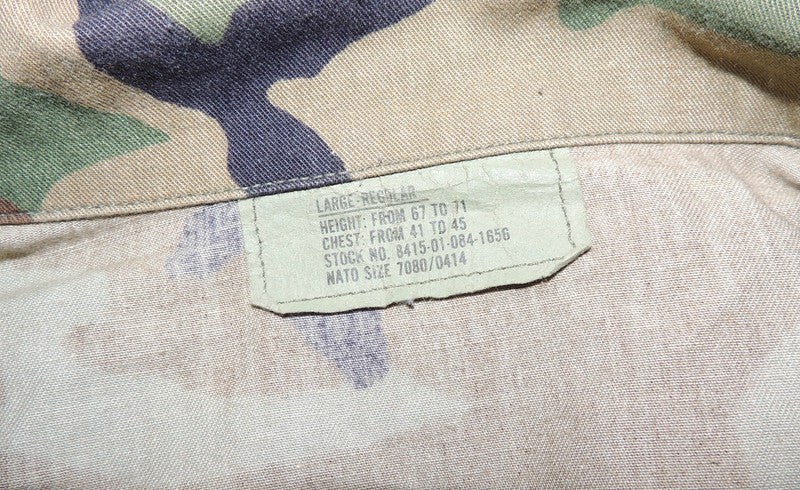 LARGE-REGULAR
HEIGHT: FROM 67 TO 71
CHEST: FROM 41 TO 45
STOCK NO. 8415-01-084-1656
NATO SIZE 7080/0414